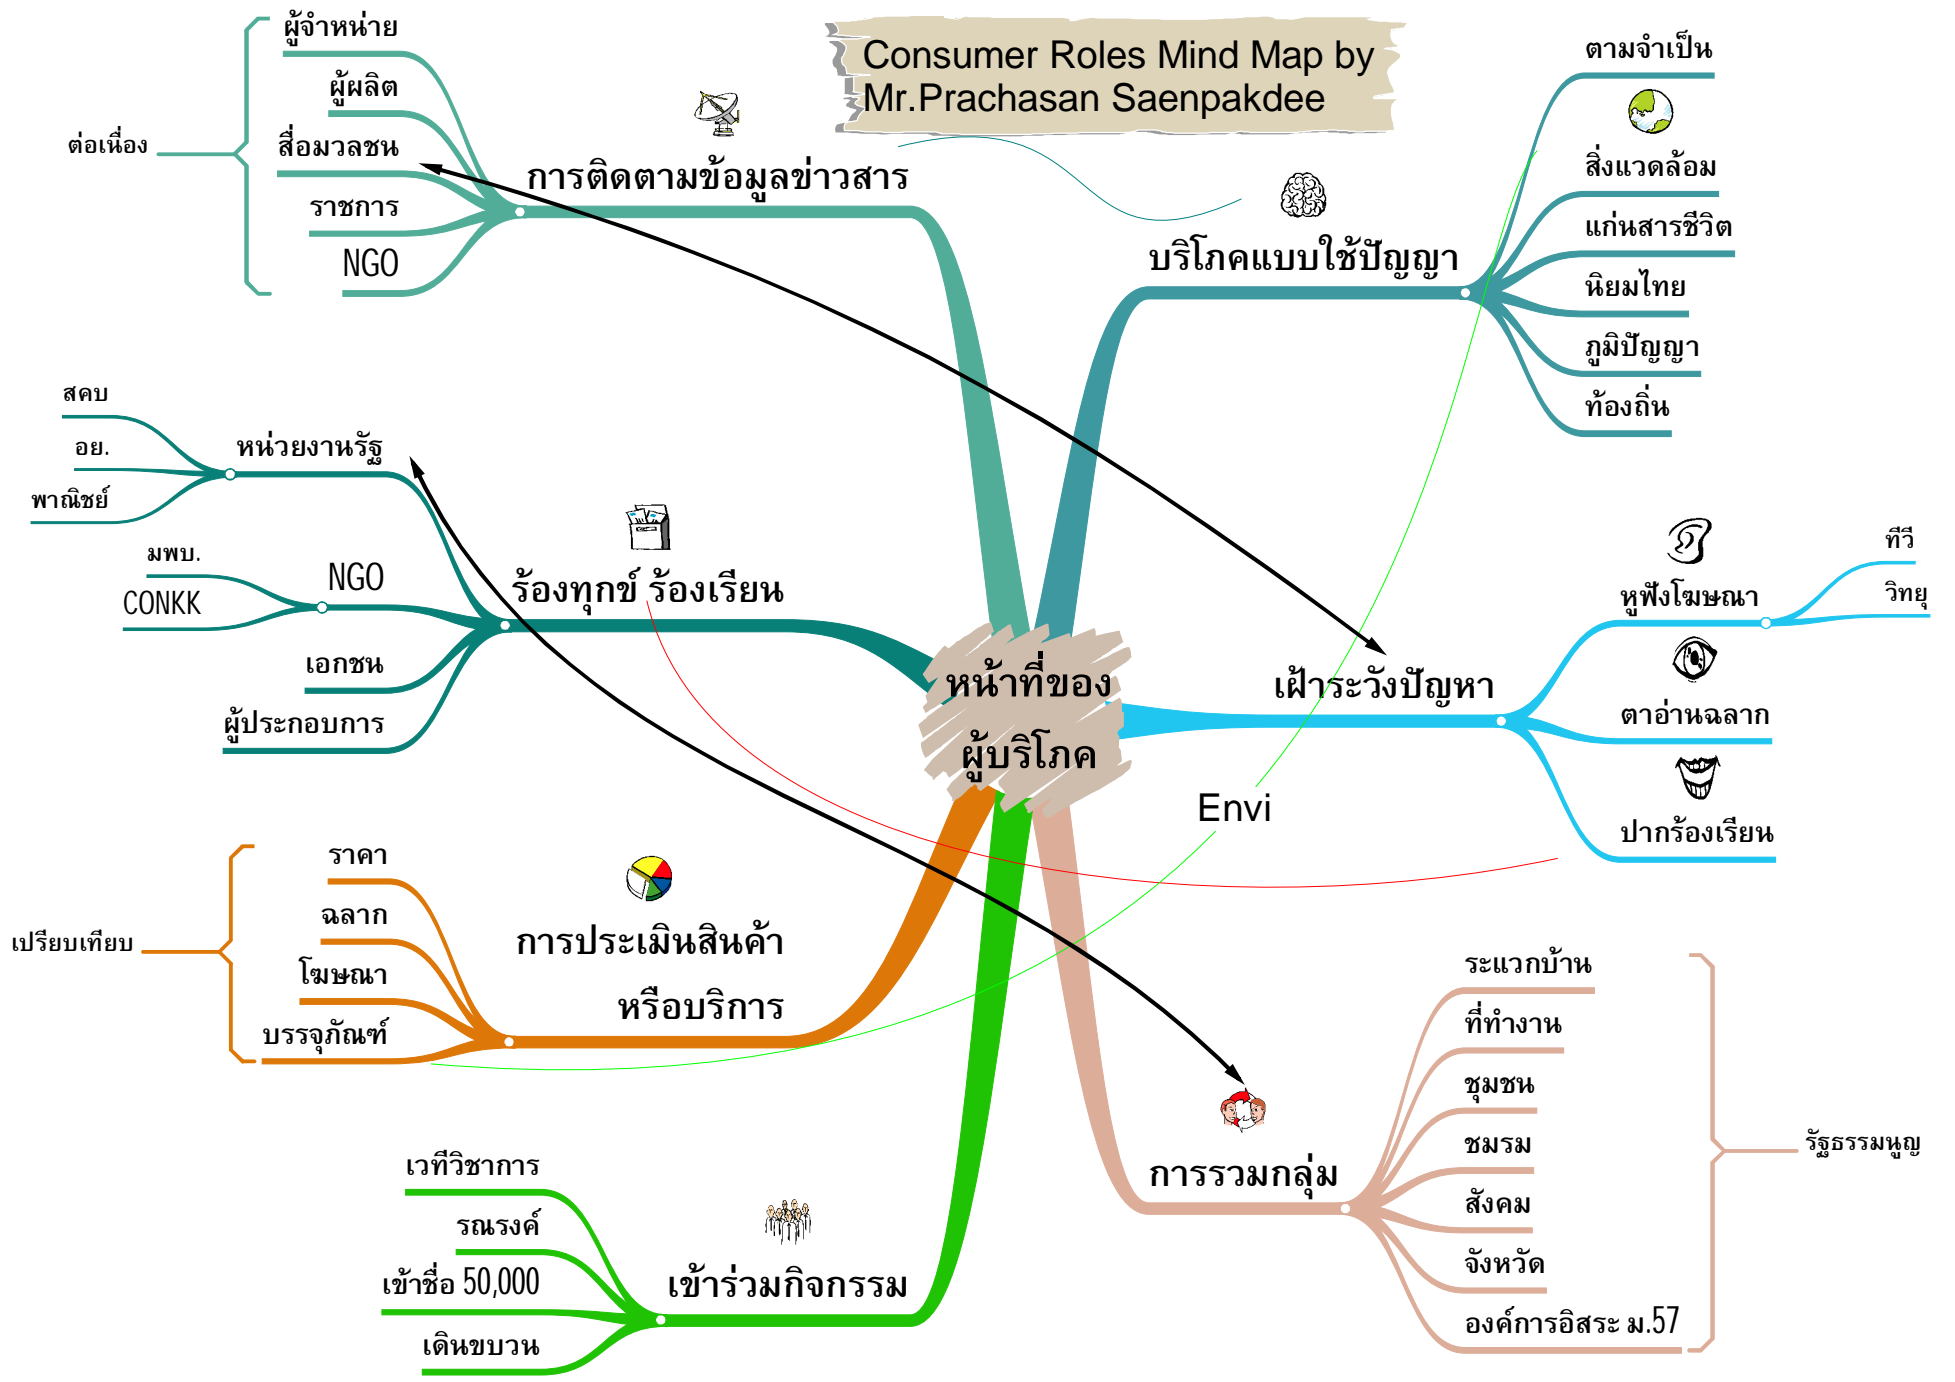 Consumer Roles Mind Map by
Mr.Prachasan Saenpakdee
หน้าที่ของ
ผู้บริโภค
บริโภคแบบใช้ปัญญา
ตามจำเป็น
สิ่งแวดล้อม
แก่นสารชีวิต
นิยมไทย
ภูมิปัญญา
ท้องถิ่น
เฝ้าระวังปัญหา
หูฟังโฆษณา
ทีวี
วิทยุ
ตาอ่านฉลาก
ปากร้องเรียน
Envi
การรวมกลุ่ม
ระแวกบ้าน
ที่ทำงาน
ชุมชน
ชมรม
สังคม
จังหวัด
องค์การอิสระ ม.57
รัฐธรรมนูญ
เข้าร่วมกิจกรรม
เวทีวิชาการ
รณรงค์
เข้าชื่อ 50,000
เดินขบวน
การประเมินสินค้า
หรือบริการ
ราคา
ฉลาก
โฆษณา
บรรจุภัณฑ์
เปรียบเทียบ
ร้องทุกข์ ร้องเรียน
หน่วยงานรัฐ
สคบ
อย.
พาณิชย์
NGO
มพบ.
CONKK
เอกชน
ผู้ประกอบการ
การติดตามข้อมูลข่าวสาร
ผู้จำหน่าย
ผู้ผลิต
สื่อมวลชน
ราชการ
NGO
ต่อเนื่อง